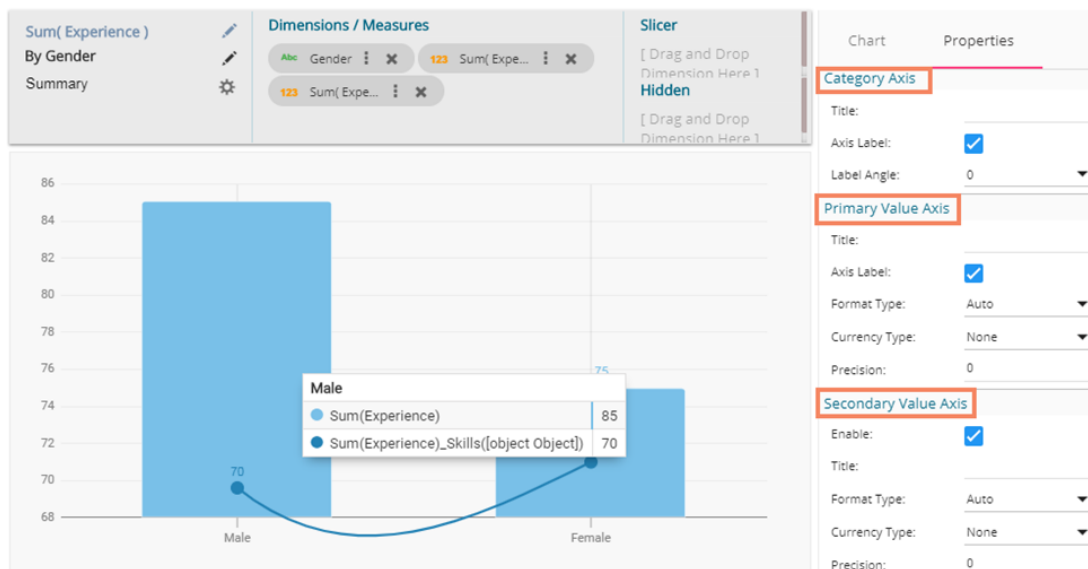 Sum( Experience )
By Gender
Summary
Dimensions / Measures
Abc Gender
123 Sum( Expe...
123 Sum( Expe...
Slicer
[ Drag and Drop
Dimension Here ]
Hidden
[ Drag and Drop
Dimension Here ]
Chart Properties
Category Axis
Title:
Axis Label:
Label Angle: 0
Primary Value Axis
Title:
Axis Label:
Format Type: Auto
Currency Type: None
Precision: 0
Secondary Value Axis
Enable:
Title:
Format Type: Auto
Currency Type: None
Precision: 0
86
84
82
80
78
76
74
72
70
68
75
Male
Sum(Experience) 85
Sum(Experience)_Skills([object Object]) 70
70
Male Female